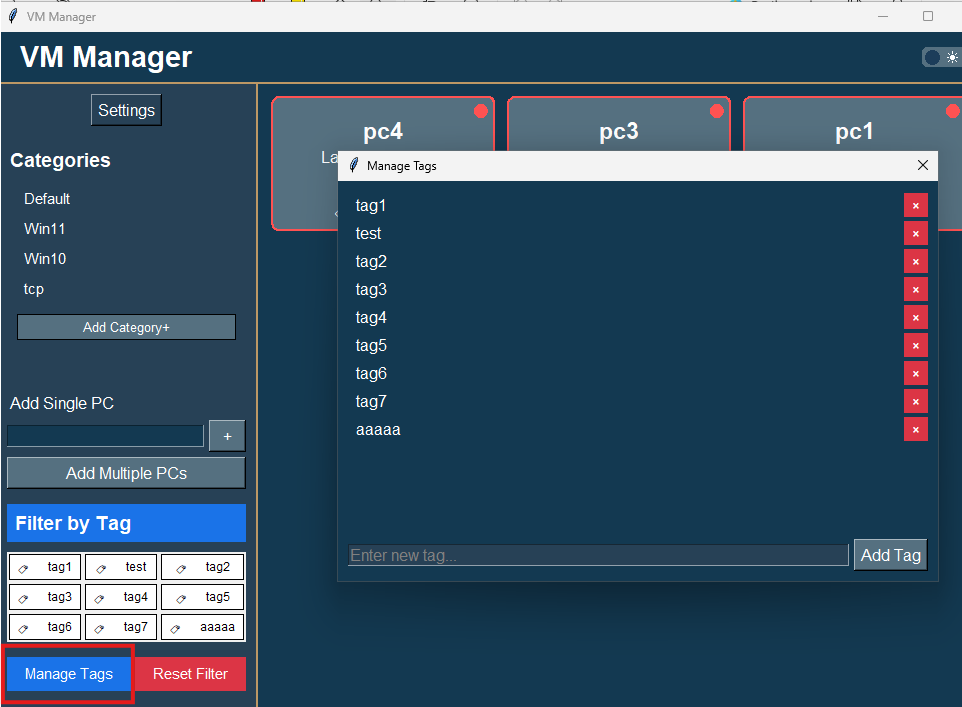 VM Manager
VM Manager
Settings
Categories
Default
Win11
Win10
tcp
Add Category+
Add Single PC
+
Add Multiple PCs
Filter by Tag
tag1 test tag2
tag3 tag4 tag5
tag6 tag7 aaaaa
Manage Tags Reset Filter
pc4 pc3 pc1
La
Manage Tags
tag1 ×
test ×
tag2 ×
tag3 ×
tag4 ×
tag5 ×
tag6 ×
tag7 ×
aaaaa ×
Enter new tag... Add Tag